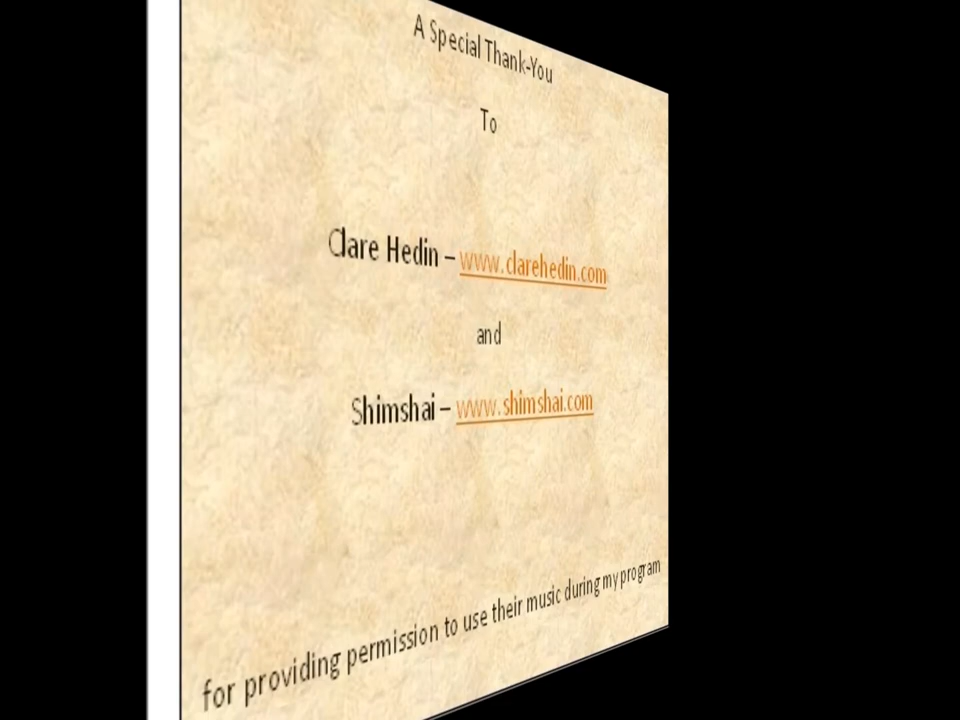 A Special Thank-You
To
Clare Hedin – www.clarehedin.com
and
Shimshai – www.shimshai.com
for providing permission to use their music during my program